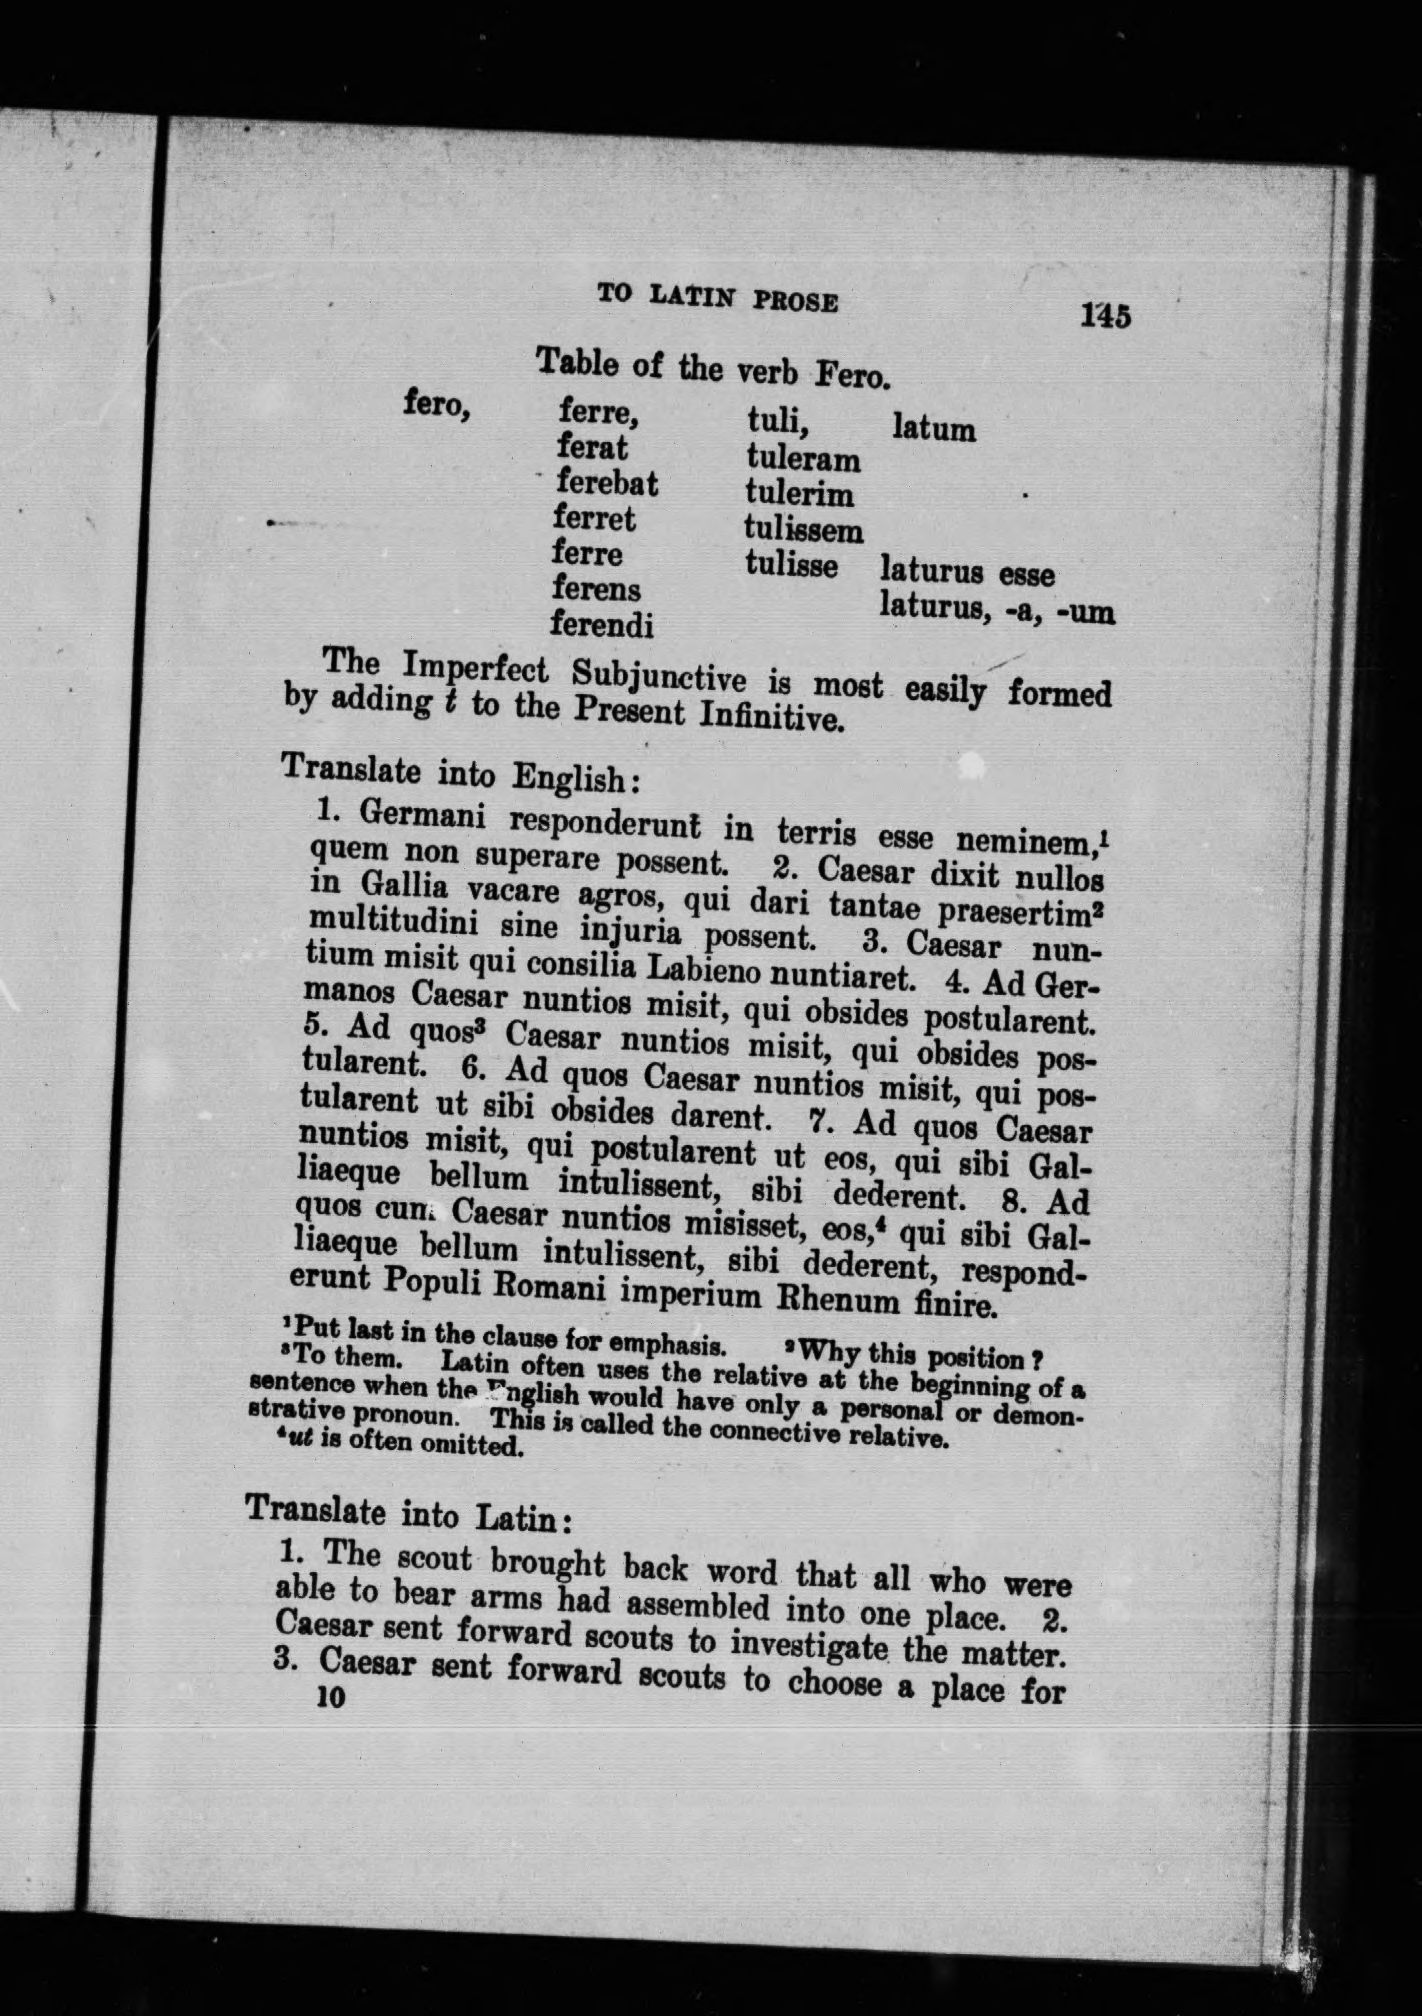 TO LATIN PROSE 145
Table of the verb Fero.
fero, ferre, tuli, latum
ferat tuleram
ferebat tulerim
ferret tulissem
ferre tulisse laturus esse
ferens laturus, -a, -um
ferendi
The Imperfect Subjunctive is most easily formed
by adding t to the Present Infinitive.
Translate into English:
1. Germani responderunt in terris esse neminem,¹
quem non superare possent. 2. Caesar dixit nullos
in Gallia vacare agros, qui dari tantae praesertim²
multitudini sine injuria possent. 3. Caesar nun-
tium misit qui consilia Labieno nuntiaret. 4. Ad Ger-
manos Caesar nuntios misit, qui obsides postularent.
5. Ad quos³ Caesar nuntios misit, qui obsides pos-
tularent. 6. Ad quos Caesar nuntios misit, qui pos-
tularent ut sibi obsides darent. 7. Ad quos Caesar
nuntios misit, qui postularent ut eos, qui sibi Gal-
liaeque bellum intulissent, sibi dederent. 8. Ad
quos cum Caesar nuntios misisset, eos,⁴ qui sibi Gal-
liaeque bellum intulissent, sibi dederent, respond-
erunt Populi Romani imperium Rhenum finire.
¹Put last in the clause for emphasis. ²Why this position?
³To them. Latin often uses the relative at the beginning of a
sentence when the English would have only a personal or demon-
strative pronoun. This is called the connective relative.
⁴ut is often omitted.
Translate into Latin:
1. The scout brought back word that all who were
able to bear arms had assembled into one place. 2.
Caesar sent forward scouts to investigate the matter.
3. Caesar sent forward scouts to choose a place for
10